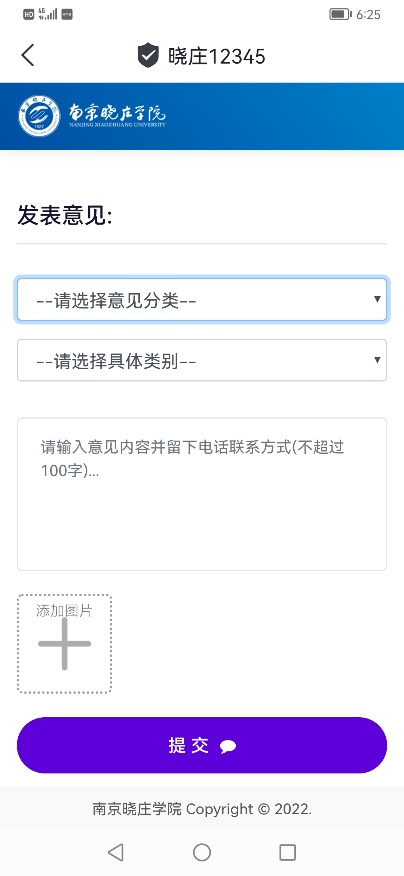 HD 4G 6:25
晓庄12345
南京晓庄学院
NANJING XIAOZHUANG UNIVERSITY
发表意见:
--请选择意见分类--
--请选择具体类别--
请输入意见内容并留下电话联系方式(不超过
100字)...
添加图片
提交
南京晓庄学院 Copyright © 2022.